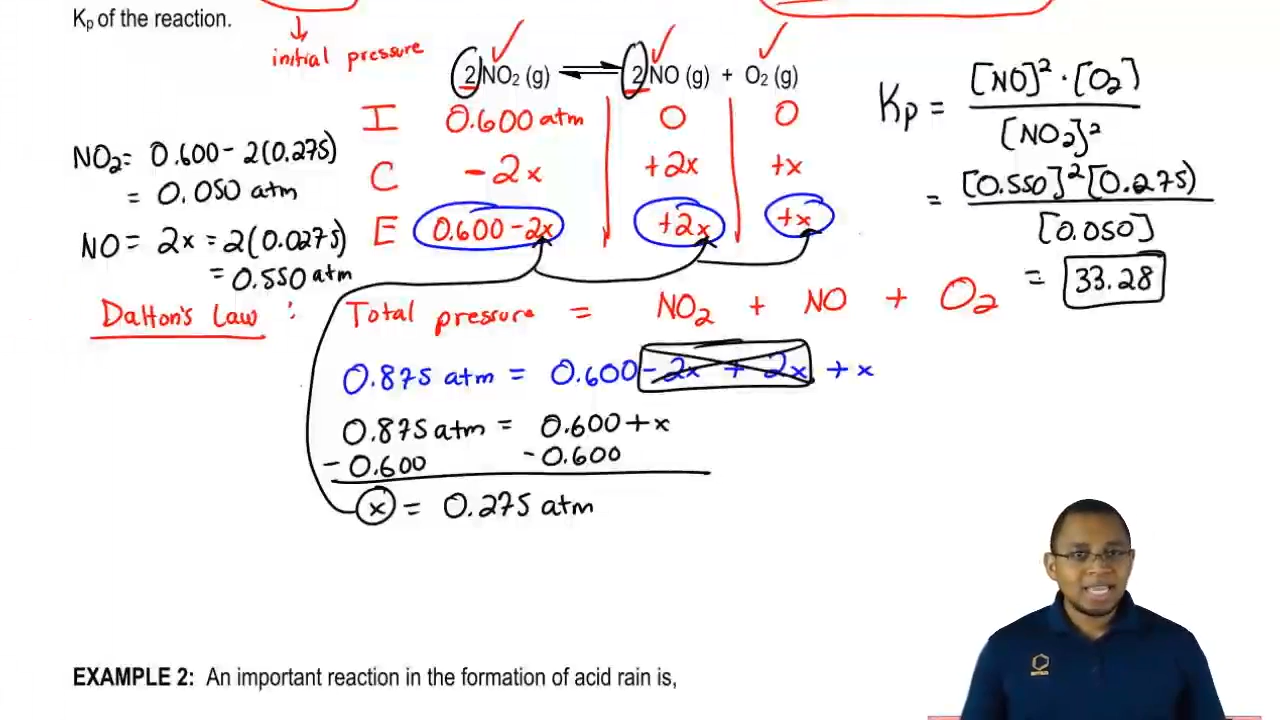 Kp of the reaction.
initial pressure
2NO₂ (g) ⇌ 2NO (g) + O₂ (g)
I 0.600 atm 0 0
C - 2x +2x +x
E 0.600 - 2x +2x +x
NO₂ = 0.600 - 2(0.275)
= 0.050 atm
NO = 2x = 2(0.0275)
= 0.550 atm
Kp = [NO]² · [O₂]
[NO₂]²
= [0.550]² [0.275)
[0.050]
= 33.28
Dalton's Law : Total pressure = NO₂ + NO + O₂
0.875 atm = 0.600 - 2x + 2x + x
0.875 atm = 0.600 + x
- 0.600 - 0.600
x = 0.275 atm
EXAMPLE 2: An important reaction in the formation of acid rain is,